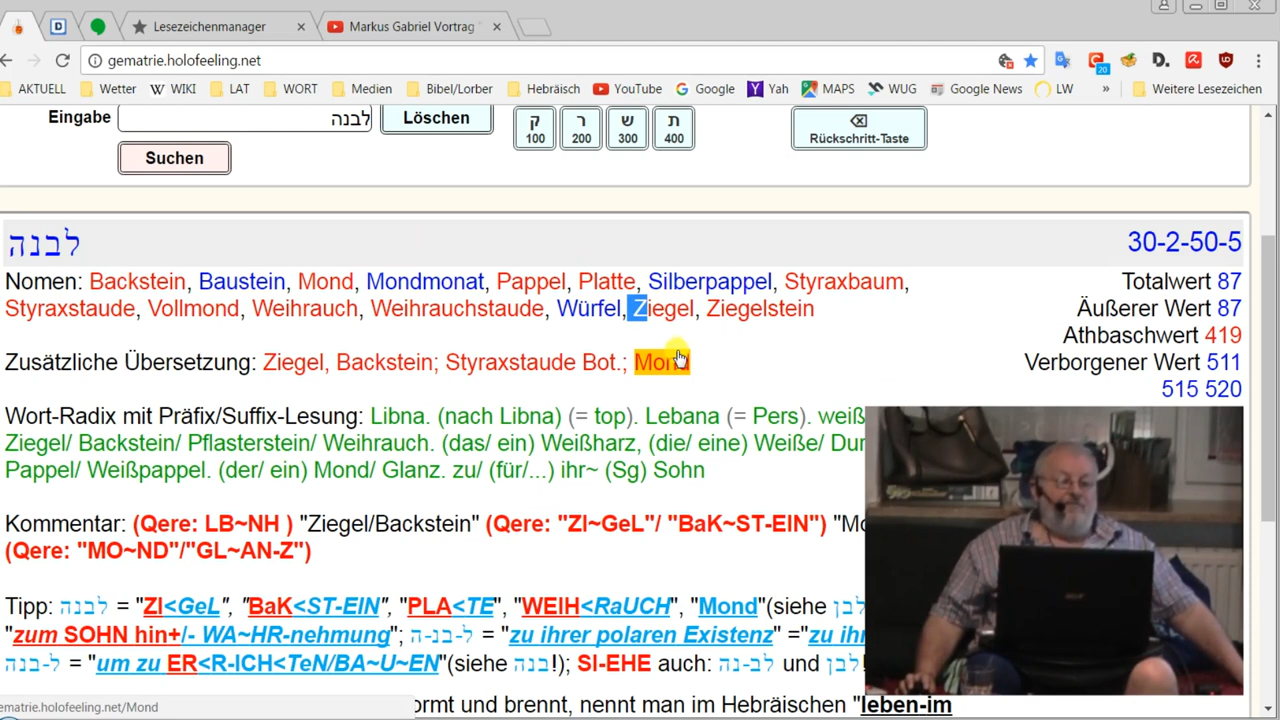 Lesezeichenmanager
Markus Gabriel Vortrag
gematrie.holofeeling.net
20
AKTUELL Wetter WIKI LAT WORT Medien Bibel/Lorber Hebräisch YouTube Google Yah MAPS WUG Google News LW » Weitere Lesezeichen
Eingabe לבנה Löschen ק ר ש ת Rückschritt-Taste
100 200 300 400
Suchen
לבנה 30-2-50-5
Nomen: Backstein, Baustein, Mond, Mondmonat, Pappel, Platte, Silberpappel, Styraxbaum, Totalwert 87
Styraxstaude, Vollmond, Weihrauch, Weihrauchstaude, Würfel, Ziegel, Ziegelstein Äußerer Wert 87
Athbaschwert 419
Zusätzliche Übersetzung: Ziegel, Backstein; Styraxstaude Bot.; Mond Verborgener Wert 511
515 520
Wort-Radix mit Präfix/Suffix-Lesung: Libna. (nach Libna) (= top). Lebana (= Pers). weiß
Ziegel/ Backstein/ Pflasterstein/ Weihrauch. (das/ ein) Weißharz, (die/ eine) Weiße/ Dur
Pappel/ Weißpappel. (der/ ein) Mond/ Glanz. zu/ (für/...) ihr~ (Sg) Sohn
Kommentar: (Qere: LB~NH ) "Ziegel/Backstein" (Qere: "ZI~GeL"/ "BaK~ST-EIN") "Mo
(Qere: "MO~ND"/"GL~AN-Z")
Tipp: לבנה = "ZI<GeL", "BaK<ST-EIN", "PLA<TE", "WEIH<RaUCH", "Mond"(siehe לבן
"zum SOHN hin+/- WA~HR-nehmung"; ל-בנ-ה = "zu ihrer polaren Existenz" ="zu ihr
ל-בנה = "um zu ER<R-ICH<TeN/BA~U~EN"(siehe בנה!); SI-EHE auch: לב-נה und לבן!
ematrie.holofeeling.net/Mond ormt und brennt, nennt man im Hebräischen "leben-im